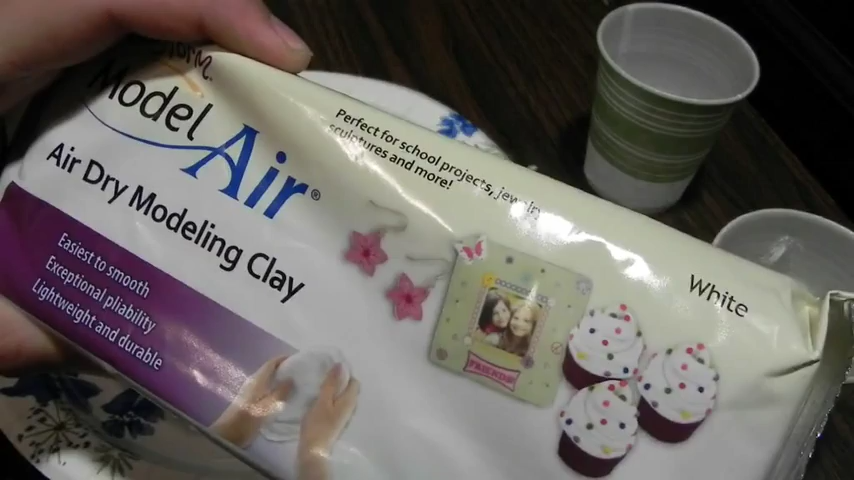 Model
Air®
Air Dry Modeling Clay
Easiest to smooth
Exceptional pliability
Lightweight and durable
Perfect for school projects,
sculptures and more!
White
FRIENDS